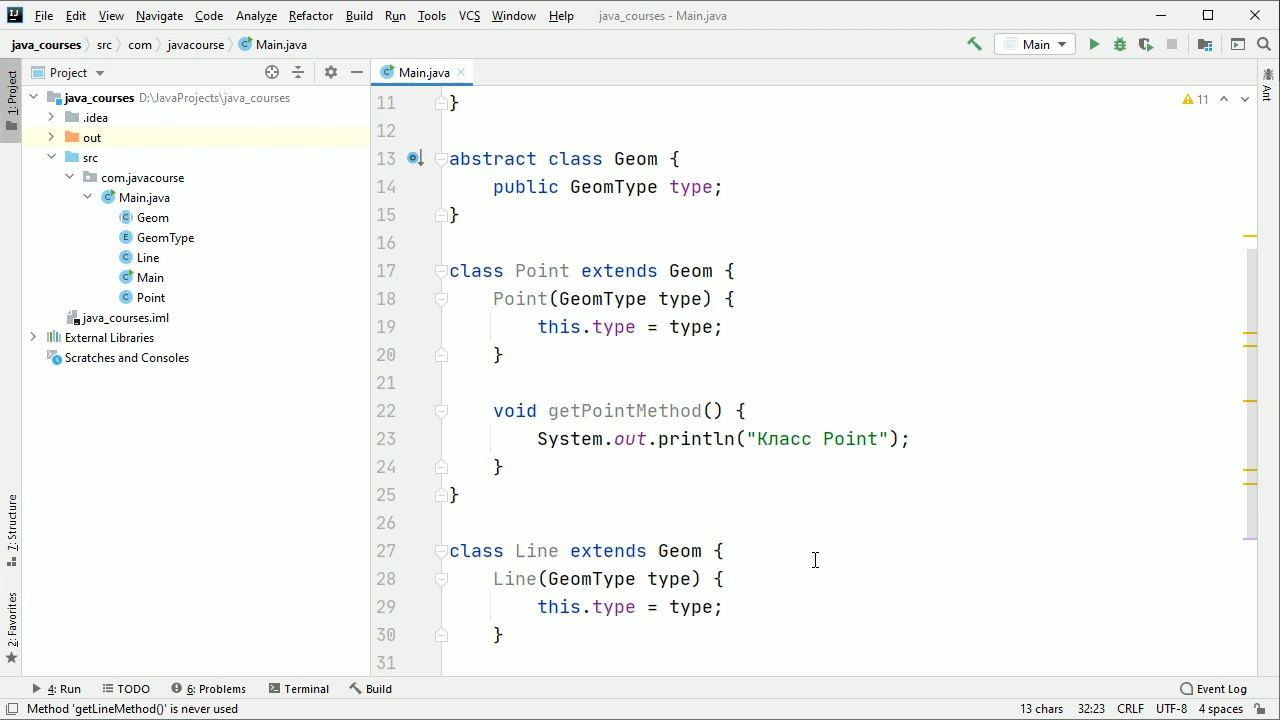 File Edit View Navigate Code Analyze Refactor Build Run Tools VCS Window Help java_courses - Main.java
java_courses src com javacourse Main.java Main
1: Project
Project
Main.java
java_courses D:\JavaProjects\java_courses
.idea
out
src
com.javacourse
Main.java
C Geom
E GeomType
C Line
C Main
C Point
java_courses.iml
External Libraries
Scratches and Consoles
7: Structure
2: Favorites
11 }
12
13 abstract class Geom {
14 public GeomType type;
15 }
16
17 class Point extends Geom {
18 Point(GeomType type) {
19 this.type = type;
20 }
21
22 void getPointMethod() {
23 System.out.println("Класс Point");
24 }
25 }
26
27 class Line extends Geom {
28 Line(GeomType type) {
29 this.type = type;
30 }
31
11
Ant
4: Run TODO 6: Problems Terminal Build Event Log
Method 'getLineMethod()' is never used 13 chars 32:23 CRLF UTF-8 4 spaces